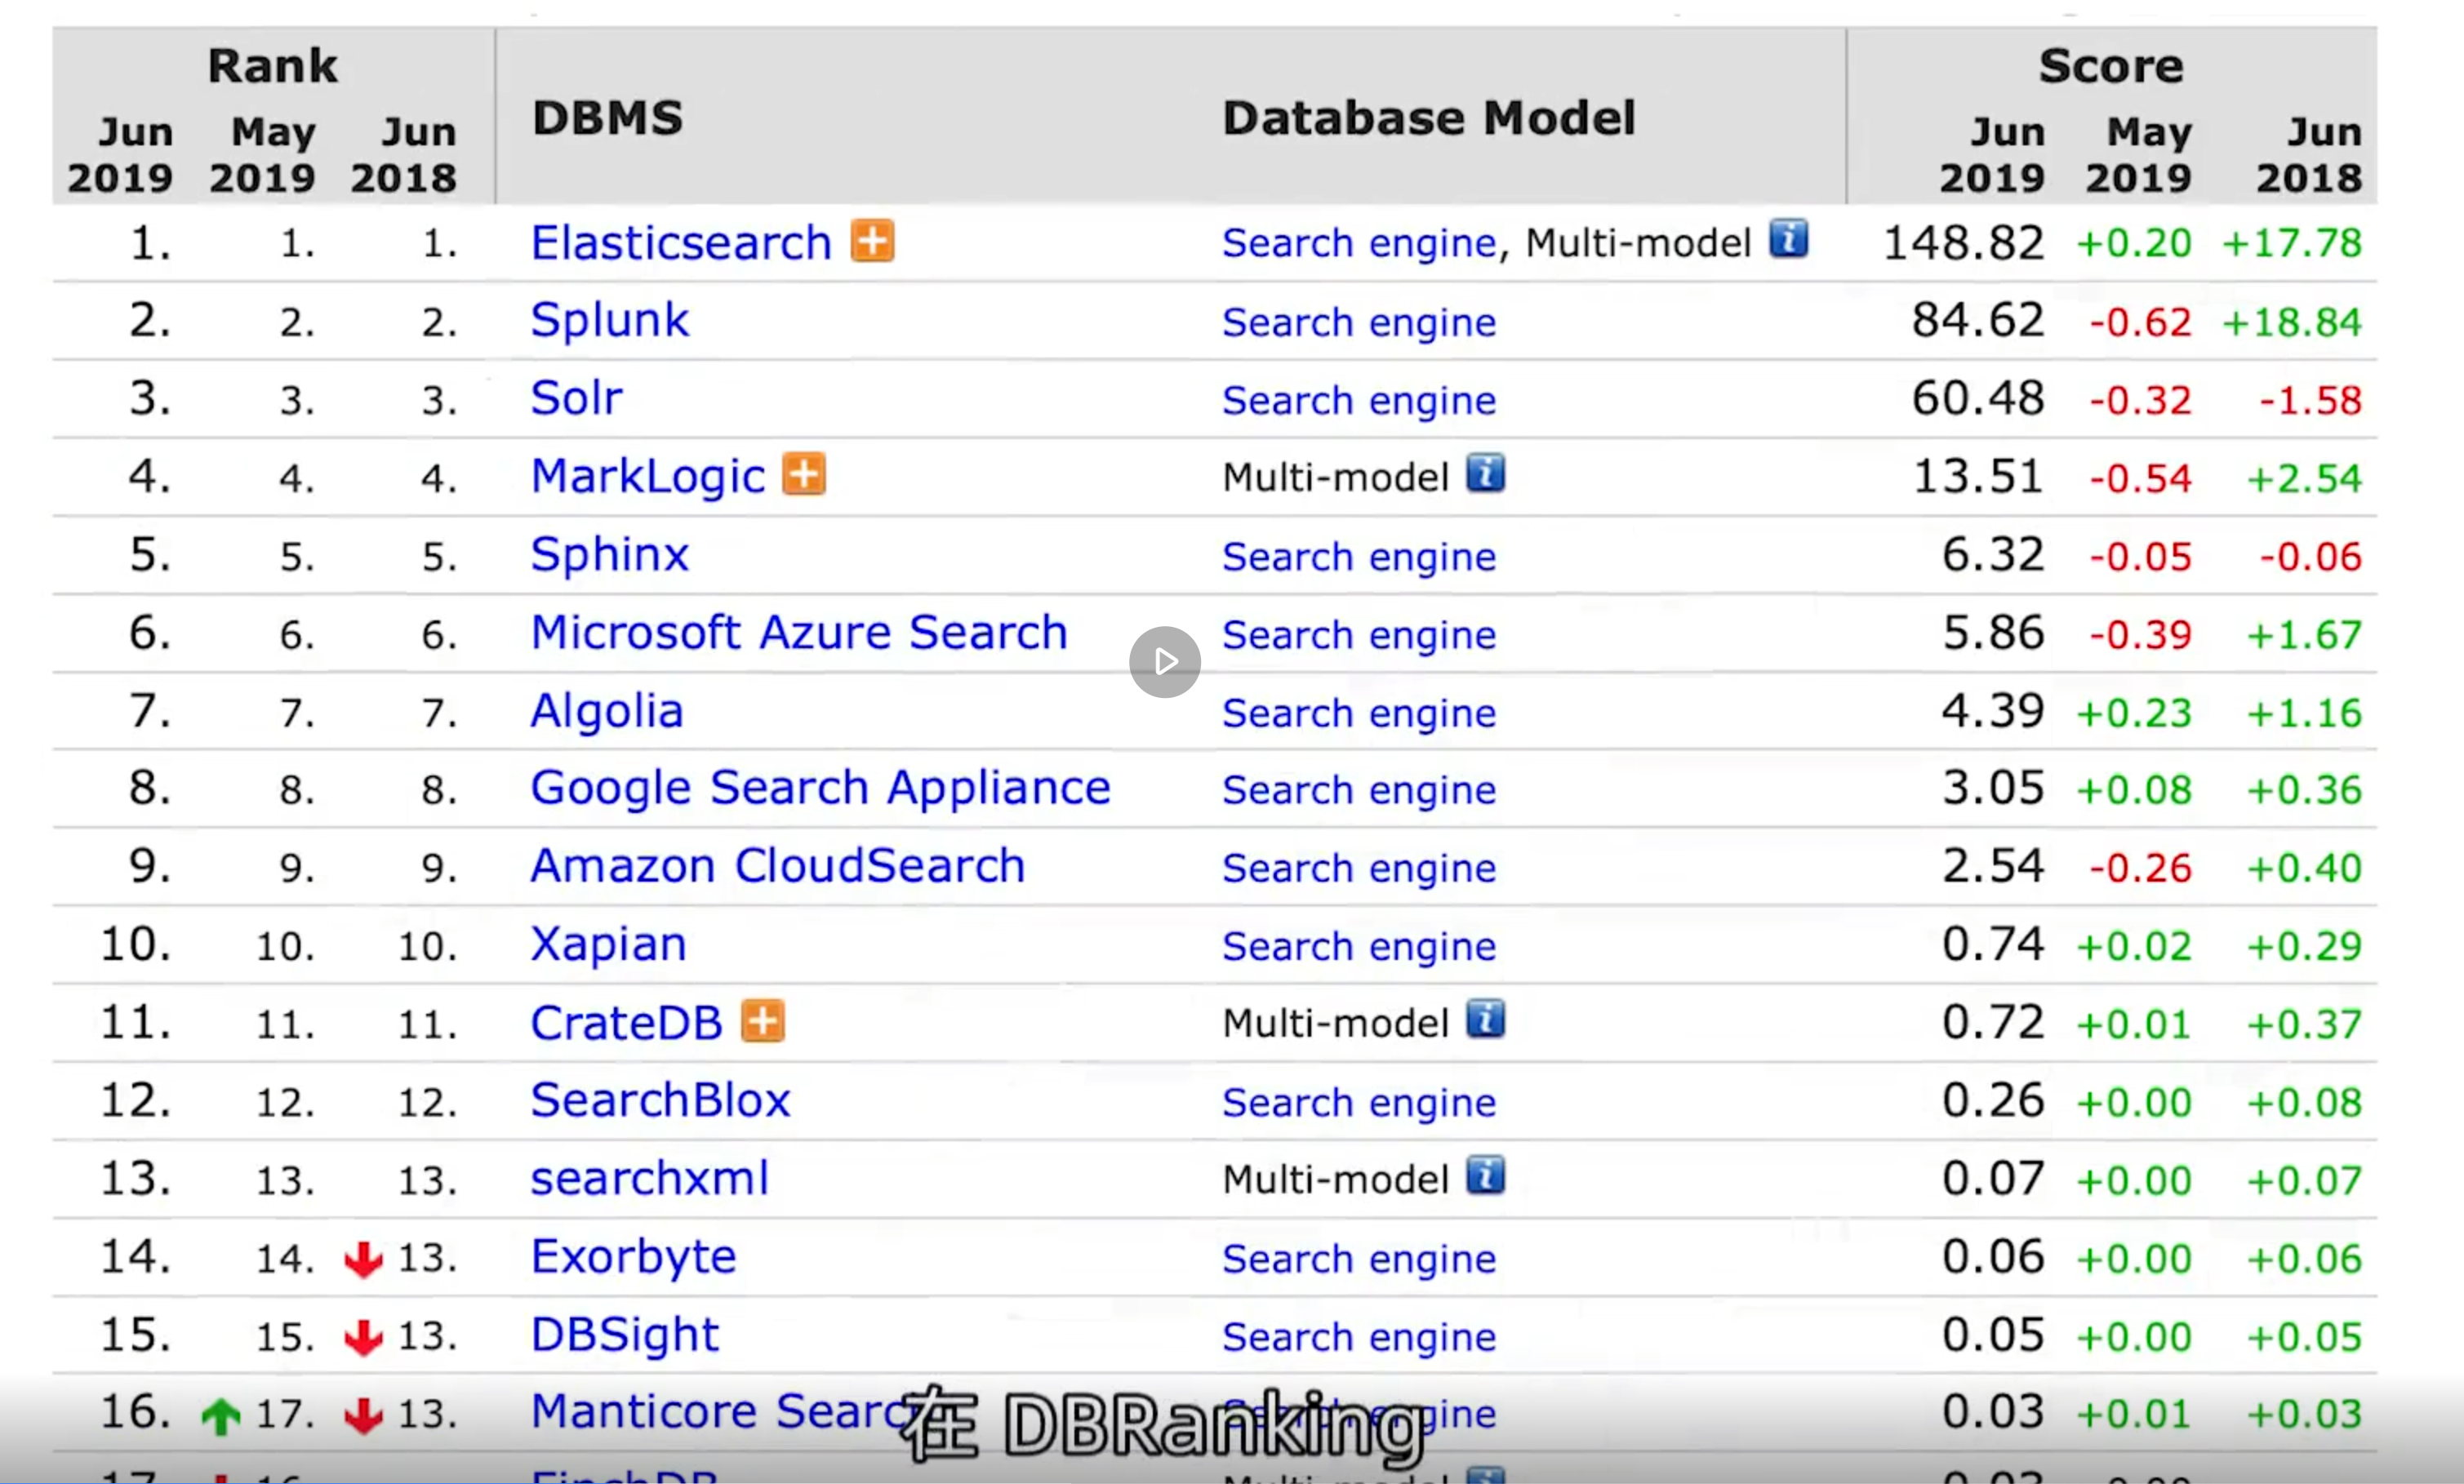 Rank Score
DBMS Database Model
Jun May Jun Jun May Jun
2019 2019 2018 2019 2019 2018
1. 1. 1. Elasticsearch Search engine, Multi-model 148.82 +0.20 +17.78
2. 2. 2. Splunk Search engine 84.62 -0.62 +18.84
3. 3. 3. Solr Search engine 60.48 -0.32 -1.58
4. 4. 4. MarkLogic Multi-model 13.51 -0.54 +2.54
5. 5. 5. Sphinx Search engine 6.32 -0.05 -0.06
6. 6. 6. Microsoft Azure Search Search engine 5.86 -0.39 +1.67
7. 7. 7. Algolia Search engine 4.39 +0.23 +1.16
8. 8. 8. Google Search Appliance Search engine 3.05 +0.08 +0.36
9. 9. 9. Amazon CloudSearch Search engine 2.54 -0.26 +0.40
10. 10. 10. Xapian Search engine 0.74 +0.02 +0.29
11. 11. 11. CrateDB Multi-model 0.72 +0.01 +0.37
12. 12. 12. SearchBlox Search engine 0.26 +0.00 +0.08
13. 13. 13. searchxml Multi-model 0.07 +0.00 +0.07
14. 14. 13. Exorbyte Search engine 0.06 +0.00 +0.06
15. 15. 13. DBSight Search engine 0.05 +0.00 +0.05
16. 17. 13. Manticore Search Search engine 0.03 +0.01 +0.03
在 DBRanking
17. 16. FinchDB Multi-model